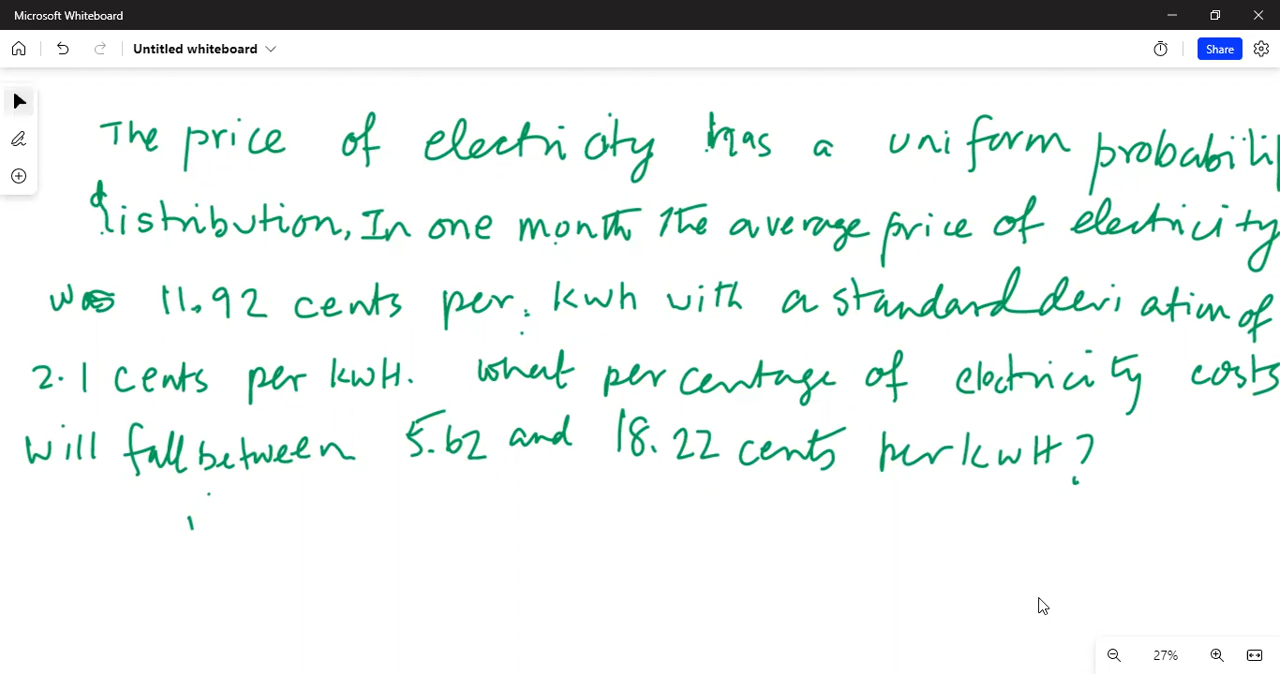 Microsoft Whiteboard
Untitled whiteboard
Share
The price of electricity has a uniform probabili
distribution, In one month the average price of electricity
was 11.92 cents per kwh with a standard deviation of
2.1 cents per kwH. what percentage of electricity costs
will fall between 5.62 and 18.22 cents per kwH?
27%